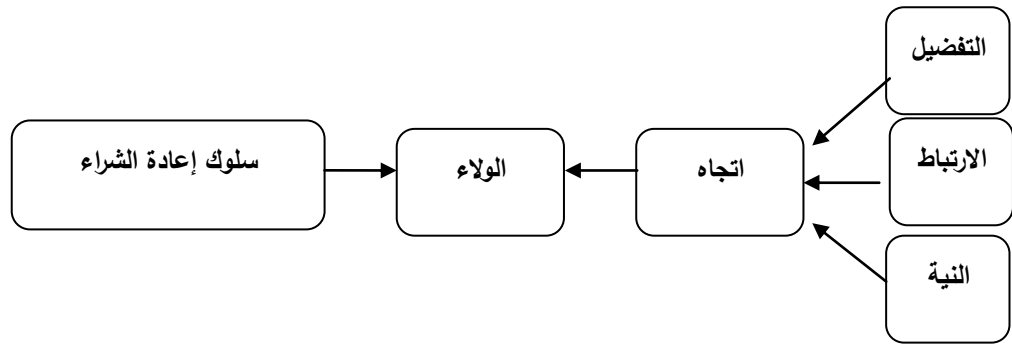 التفضيل
الارتباط
النية
اتجاه
الولاء
سلوك إعادة الشراء